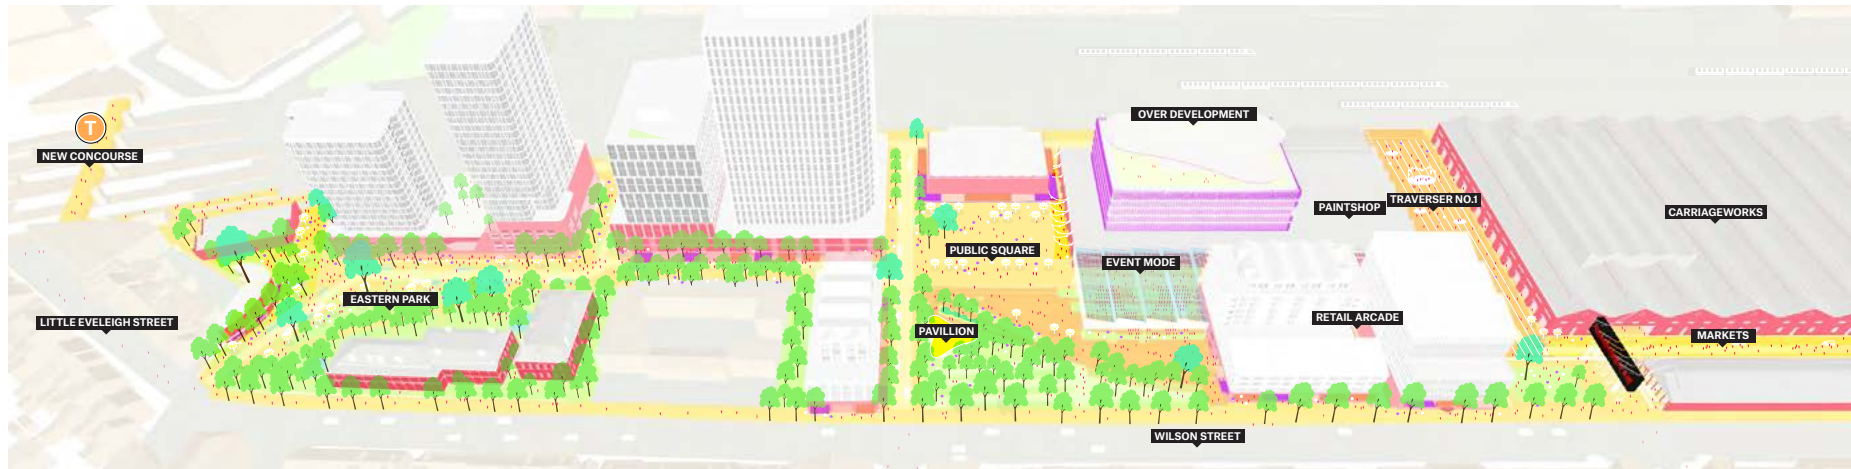 T
NEW CONCOURSE
LITTLE EVELEIGH STREET
EASTERN PARK
PUBLIC SQUARE
PAVILLION
OVER DEVELOPMENT
EVENT MODE
PAINTSHOP
TRAVERSER NO.1
CARRIAGEWORKS
RETAIL ARCADE
MARKETS
WILSON STREET